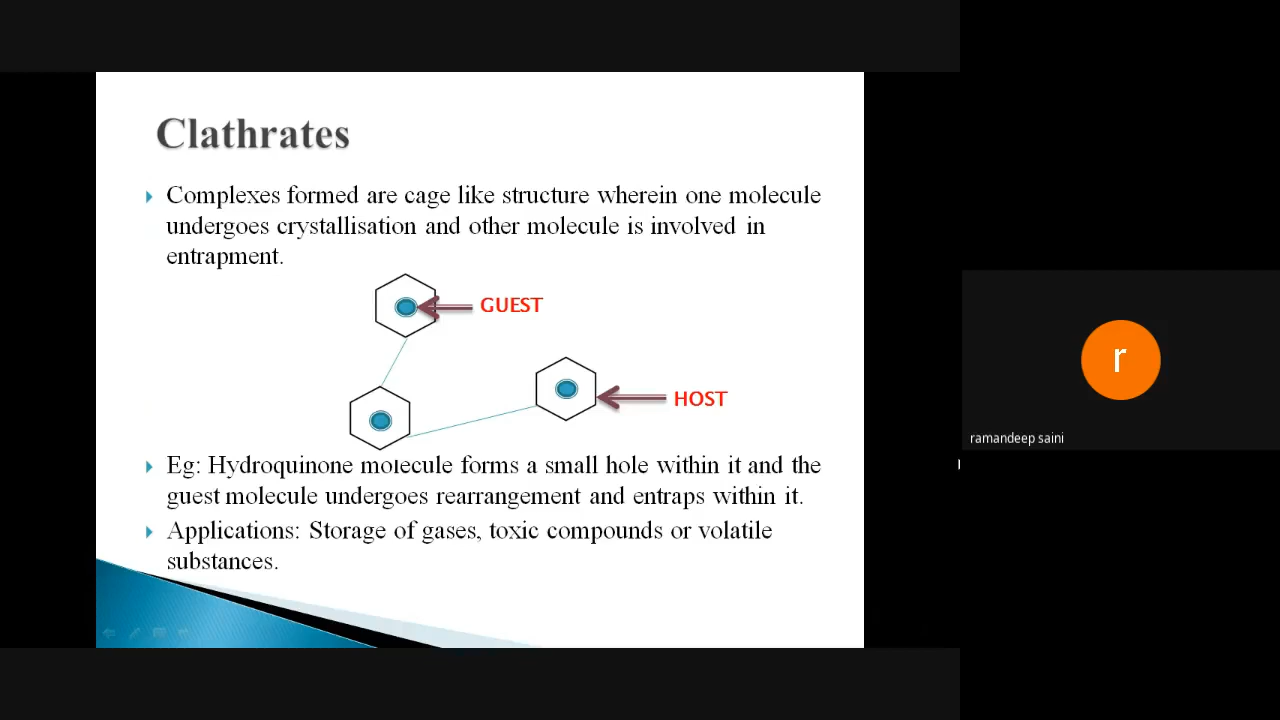 Clathrates
Complexes formed are cage like structure wherein one molecule
undergoes crystallisation and other molecule is involved in
entrapment.
GUEST
HOST
Eg: Hydroquinone molecule forms a small hole within it and the
guest molecule undergoes rearrangement and entraps within it.
Applications: Storage of gases, toxic compounds or volatile
substances.
r
ramandeep saini